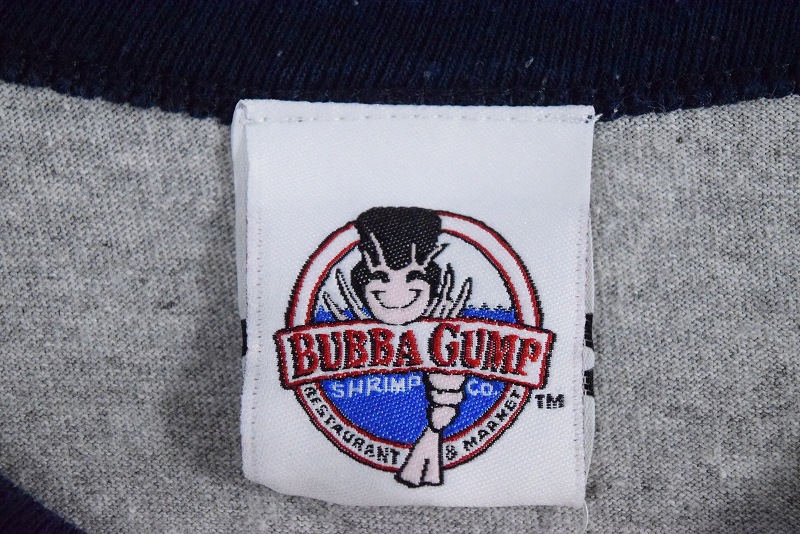 BUBBA GUMP
SHRIMP CO.
RESTAURANT & MARKET
TM